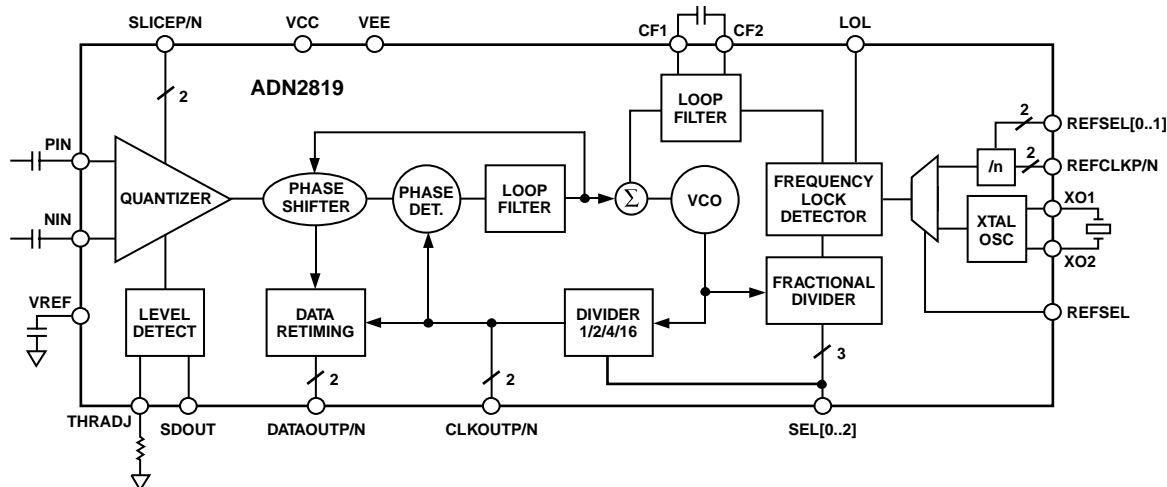 SLICEP/N
VCC
VEE
CF1
CF2
LOL
2
ADN2819
LOOP
FILTER
2
REFSEL[0..1]
PIN
QUANTIZER
PHASE
SHIFTER
PHASE
DET.
LOOP
FILTER
Σ
VCO
FREQUENCY
LOCK
DETECTOR
/n
2
REFCLKP/N
NIN
XTAL
OSC
XO1
XO2
VREF
LEVEL
DETECT
DATA
RETIMING
DIVIDER
1/2/4/16
FRACTIONAL
DIVIDER
REFSEL
2
2
3
THRADJ
SDOUT
DATAOUTP/N
CLKOUTP/N
SEL[0..2]